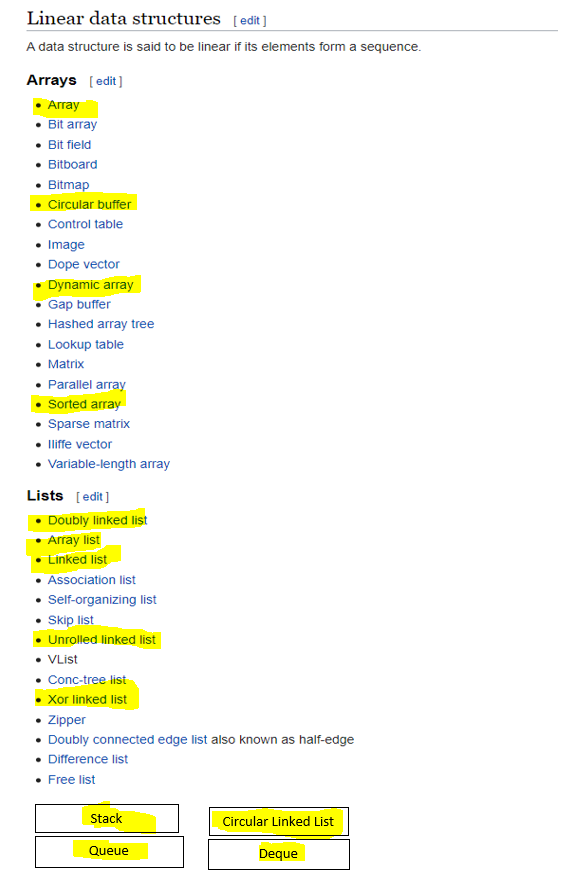 Linear data structures [ edit ]
A data structure is said to be linear if its elements form a sequence.
Arrays [ edit ]
Array
Bit array
Bit field
Bitboard
Bitmap
Circular buffer
Control table
Image
Dope vector
Dynamic array
Gap buffer
Hashed array tree
Lookup table
Matrix
Parallel array
Sorted array
Sparse matrix
Iliffe vector
Variable-length array
Lists [ edit ]
Doubly linked list
Array list
Linked list
Association list
Self-organizing list
Skip list
Unrolled linked list
VList
Conc-tree list
Xor linked list
Zipper
Doubly connected edge list also known as half-edge
Difference list
Free list
Stack
Circular Linked List
Queue
Deque